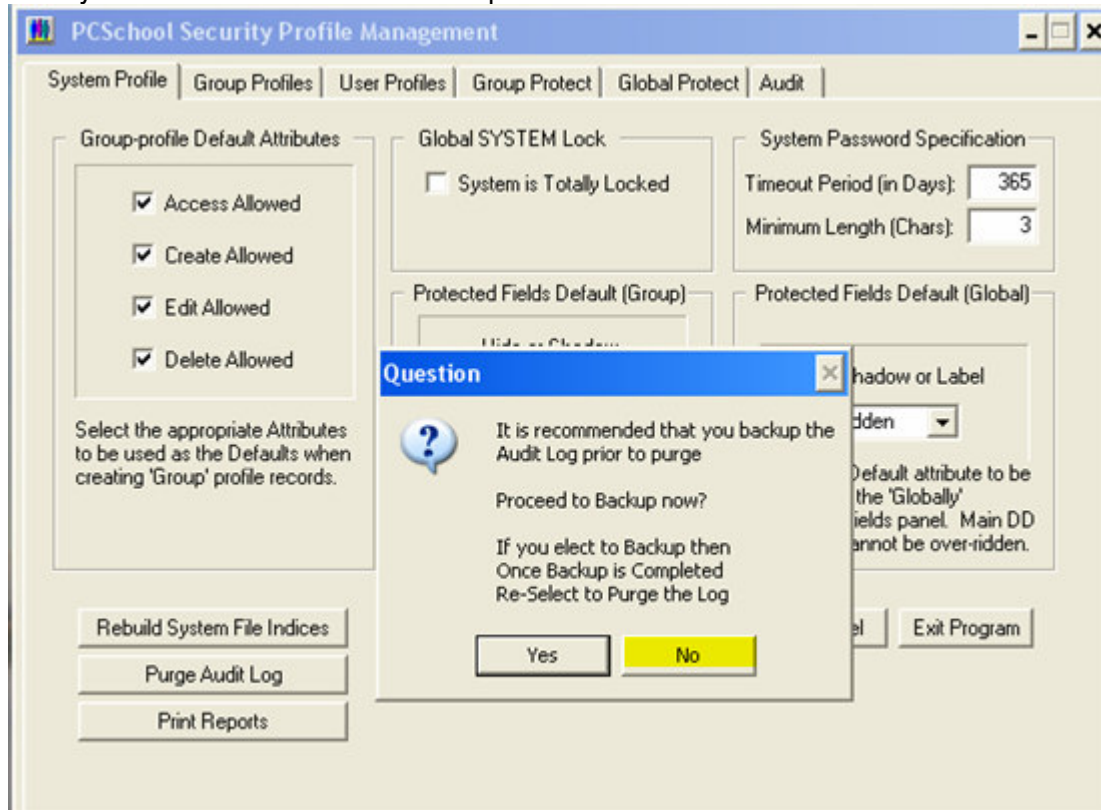 PCSchool Security Profile Management
System Profile
Group Profiles
User Profiles
Group Protect
Global Protect
Audit
Group-profile Default Attributes
Access Allowed
Create Allowed
Edit Allowed
Delete Allowed
Select the appropriate Attributes
to be used as the Defaults when
creating 'Group' profile records.
Global SYSTEM Lock
System is Totally Locked
System Password Specification
Timeout Period (in Days): 365
Minimum Length (Chars): 3
Protected Fields Default (Group)
Protected Fields Default (Global)
hadow or Label
dden
Default attribute to be
the 'Globally'
ields panel. Main DD
annot be over-ridden.
Question
It is recommended that you backup the
Audit Log prior to purge
Proceed to Backup now?
If you elect to Backup then
Once Backup is Completed
Re-Select to Purge the Log
Yes
No
Rebuild System File Indices
Purge Audit Log
Print Reports
el
Exit Program